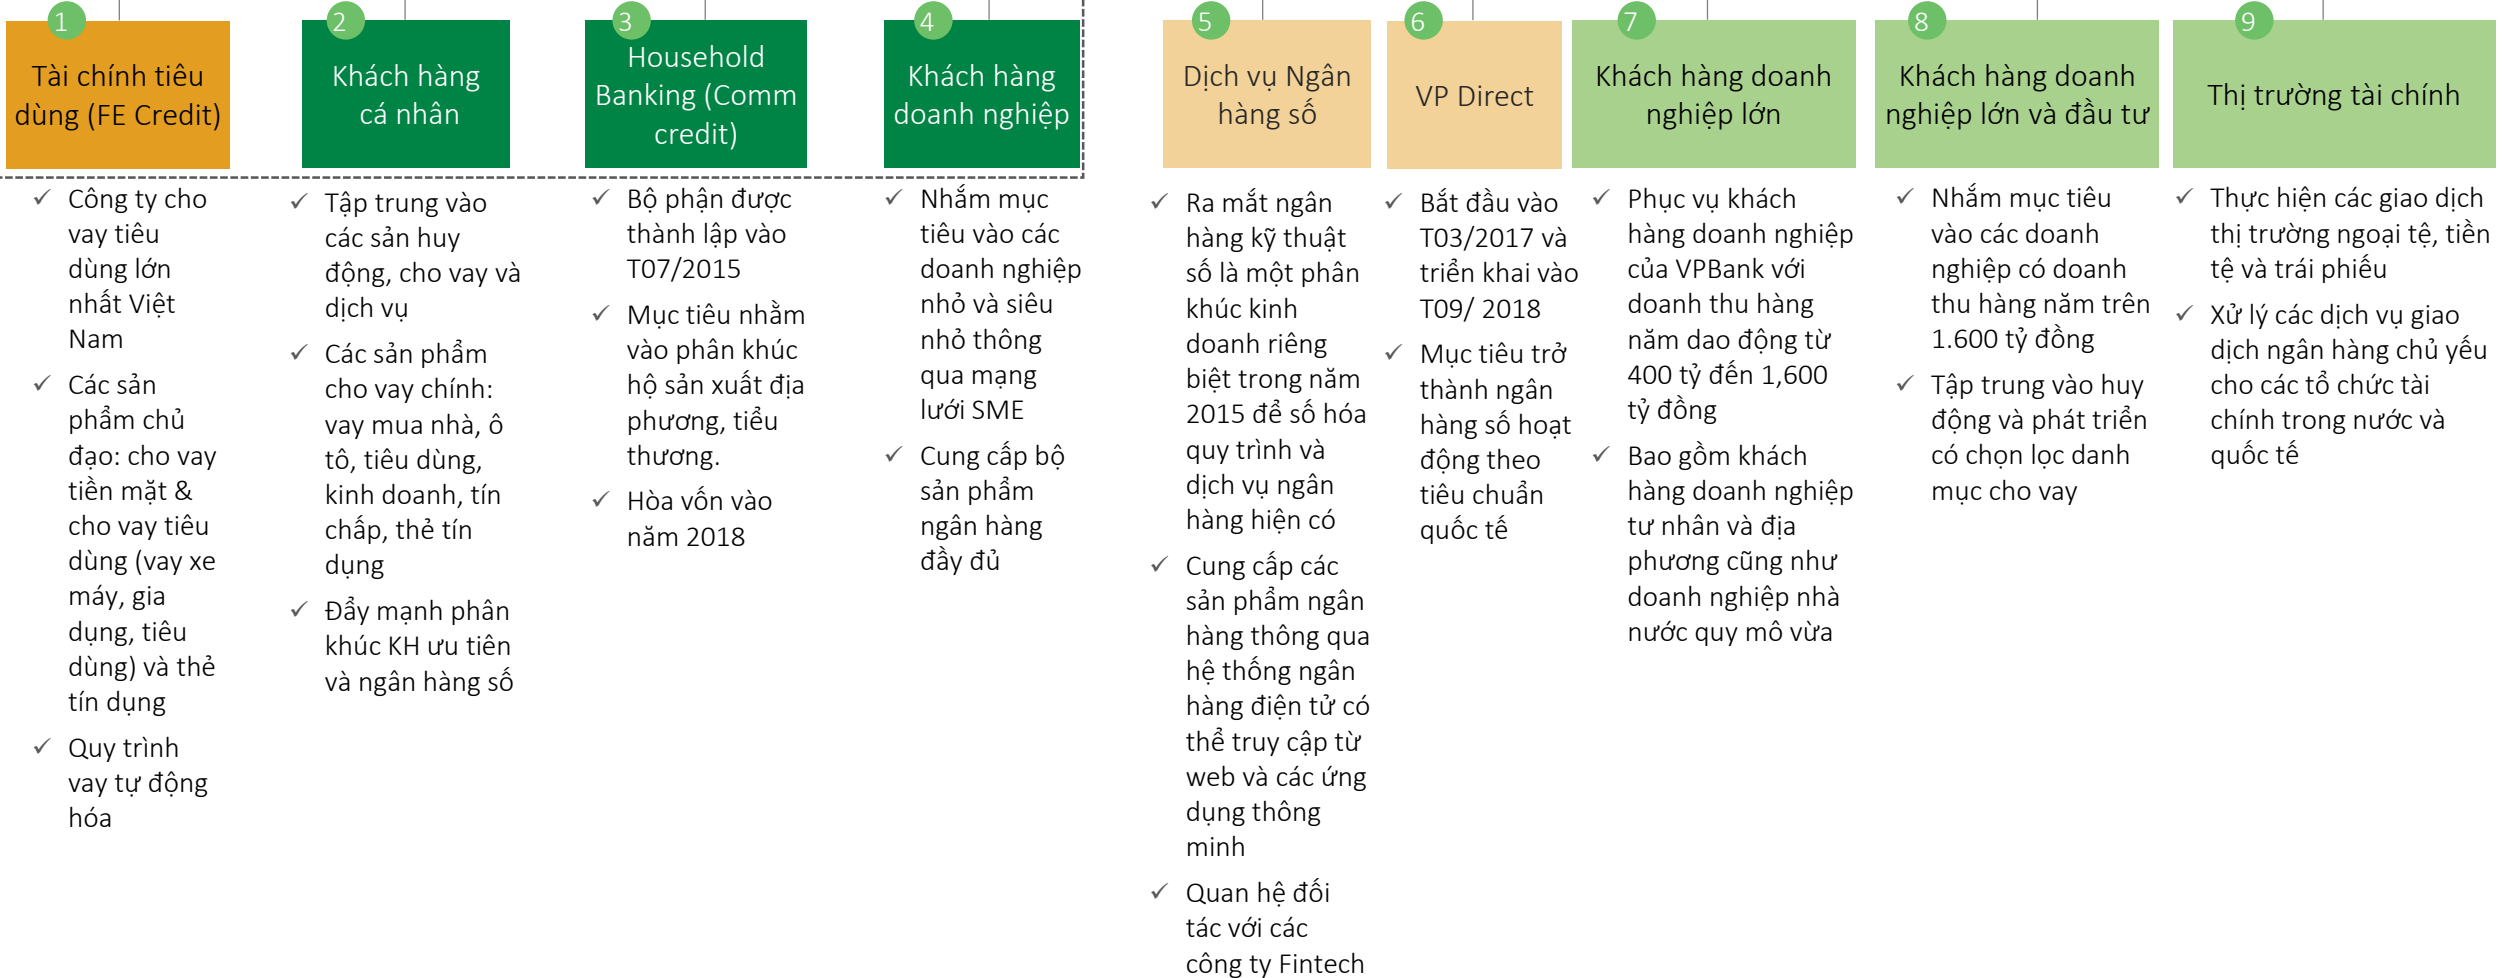 1
Tài chính tiêu
dùng (FE Credit)
✓ Công ty cho
vay tiêu
dùng lớn
nhất Việt
Nam
✓ Các sản
phẩm chủ
đạo: cho vay
tiền mặt &
cho vay tiêu
dùng (vay xe
máy, gia
dụng, tiêu
dùng) và thẻ
tín dụng
✓ Quy trình
vay tự động
hóa
2
Khách hàng
cá nhân
✓ Tập trung vào
các sản huy
động, cho vay và
dịch vụ
✓ Các sản phẩm
cho vay chính:
vay mua nhà, ô
tô, tiêu dùng,
kinh doanh, tín
chấp, thẻ tín
dụng
✓ Đẩy mạnh phân
khúc KH ưu tiên
và ngân hàng số
3
Household
Banking (Comm
credit)
✓ Bộ phận được
thành lập vào
T07/2015
✓ Mục tiêu nhằm
vào phân khúc
hộ sản xuất địa
phương, tiểu
thương.
✓ Hòa vốn vào
năm 2018
4
Khách hàng
doanh nghiệp
✓ Nhắm mục
tiêu vào các
doanh nghiệp
nhỏ và siêu
nhỏ thông
qua mạng
lưới SME
✓ Cung cấp bộ
sản phẩm
ngân hàng
đầy đủ
5
Dịch vụ Ngân
hàng số
✓ Ra mắt ngân
hàng kỹ thuật
số là một phân
khúc kinh
doanh riêng
biệt trong năm
2015 để số hóa
quy trình và
dịch vụ ngân
hàng hiện có
✓ Cung cấp các
sản phẩm ngân
hàng thông qua
hệ thống ngân
hàng điện tử có
thể truy cập từ
web và các ứng
dụng thông
minh
✓ Quan hệ đối
tác với các
công ty Fintech
6
VP Direct
✓ Bắt đầu vào
T03/2017 và
triển khai vào
T09/ 2018
✓ Mục tiêu trở
thành ngân
hàng số hoạt
động theo
tiêu chuẩn
quốc tế
7
Khách hàng doanh
nghiệp lớn
✓ Phục vụ khách
hàng doanh nghiệp
của VPBank với
doanh thu hàng
năm dao động từ
400 tỷ đến 1,600
tỷ đồng
✓ Bao gồm khách
hàng doanh nghiệp
tư nhân và địa
phương cũng như
doanh nghiệp nhà
nước quy mô vừa
8
Khách hàng doanh
nghiệp lớn và đầu tư
✓ Nhắm mục tiêu
vào các doanh
nghiệp có doanh
thu hàng năm trên
1.600 tỷ đồng
✓ Tập trung vào huy
động và phát triển
có chọn lọc danh
mục cho vay
9
Thị trường tài chính
✓ Thực hiện các giao dịch
thị trường ngoại tệ, tiền
tệ và trái phiếu
✓ Xử lý các dịch vụ giao
dịch ngân hàng chủ yếu
cho các tổ chức tài
chính trong nước và
quốc tế